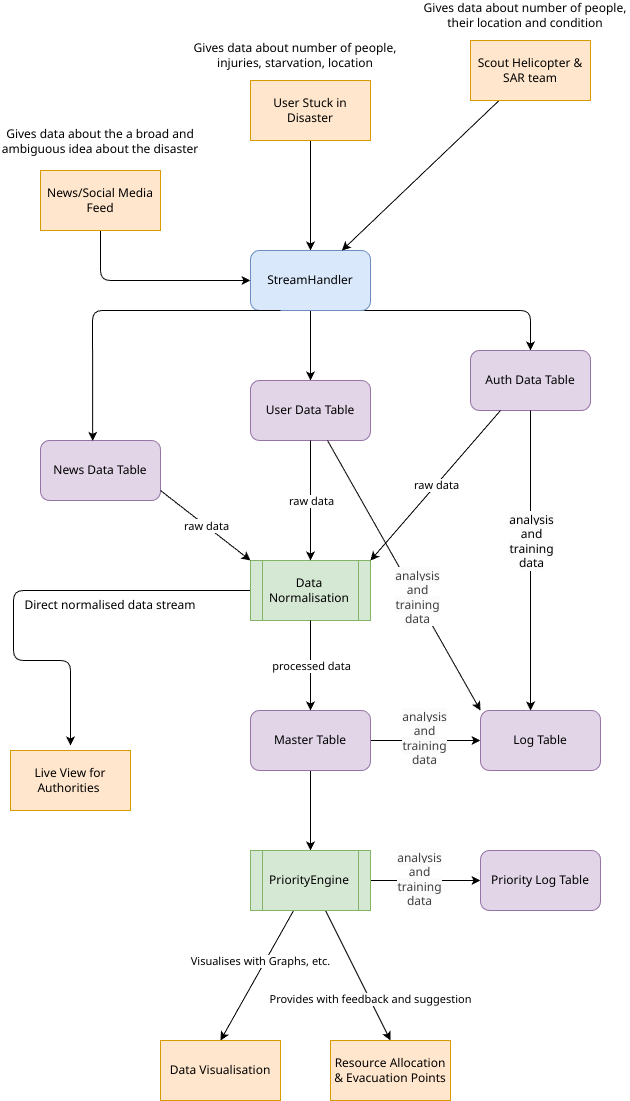 Gives data about number of people,
their location and condition
Gives data about number of people,
injuries, starvation, location
Scout Helicopter &
SAR team
User Stuck in
Disaster
Gives data about the a broad and
ambiguous idea about the disaster
News/Social Media
Feed
StreamHandler
Auth Data Table
User Data Table
News Data Table
raw data
raw data
raw data
analysis
and
training
data
Data
Normalisation
analysis
and
training
data
Direct normalised data stream
processed data
Master Table
analysis
and
training
data
Log Table
Live View for
Authorities
PriorityEngine
analysis
and
training
data
Priority Log Table
Visualises with Graphs, etc.
Provides with feedback and suggestion
Data Visualisation
Resource Allocation
& Evacuation Points